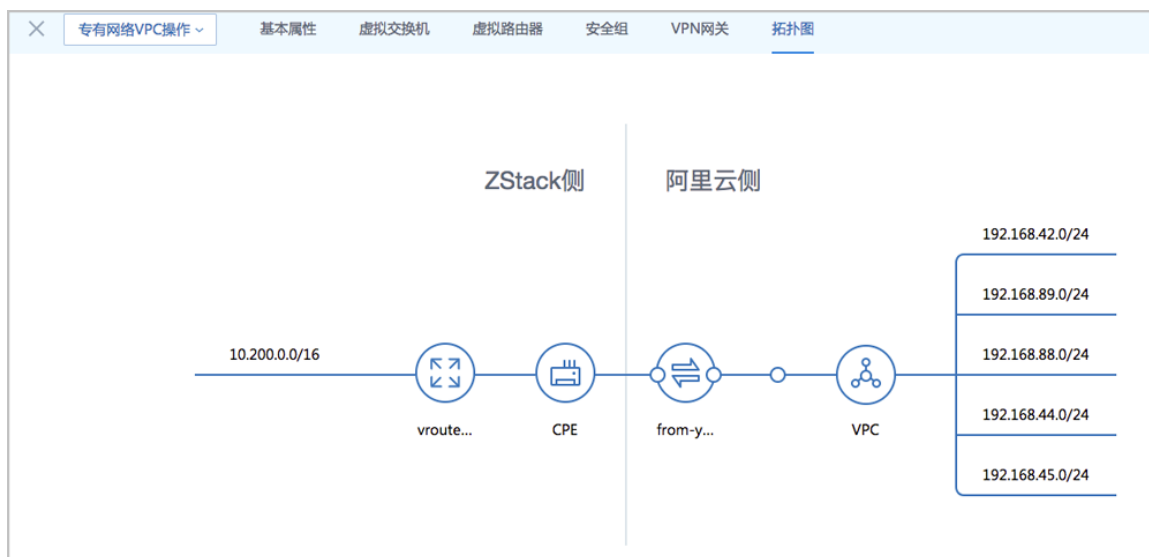 专有网络VPC操作
基本属性
虚拟交换机
虚拟路由器
安全组
VPN网关
拓扑图
ZStack侧
阿里云侧
192.168.42.0/24
192.168.89.0/24
10.200.0.0/16
192.168.88.0/24
192.168.44.0/24
vroute...
CPE
from-y...
VPC
192.168.45.0/24